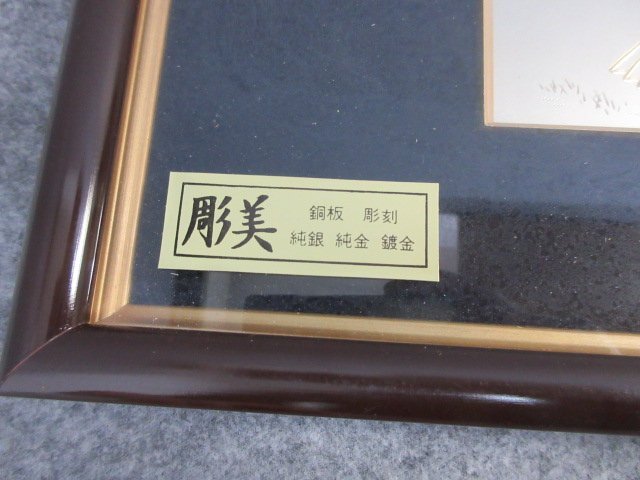 彫美
銅板 彫刻
純銀 純金 鍍金